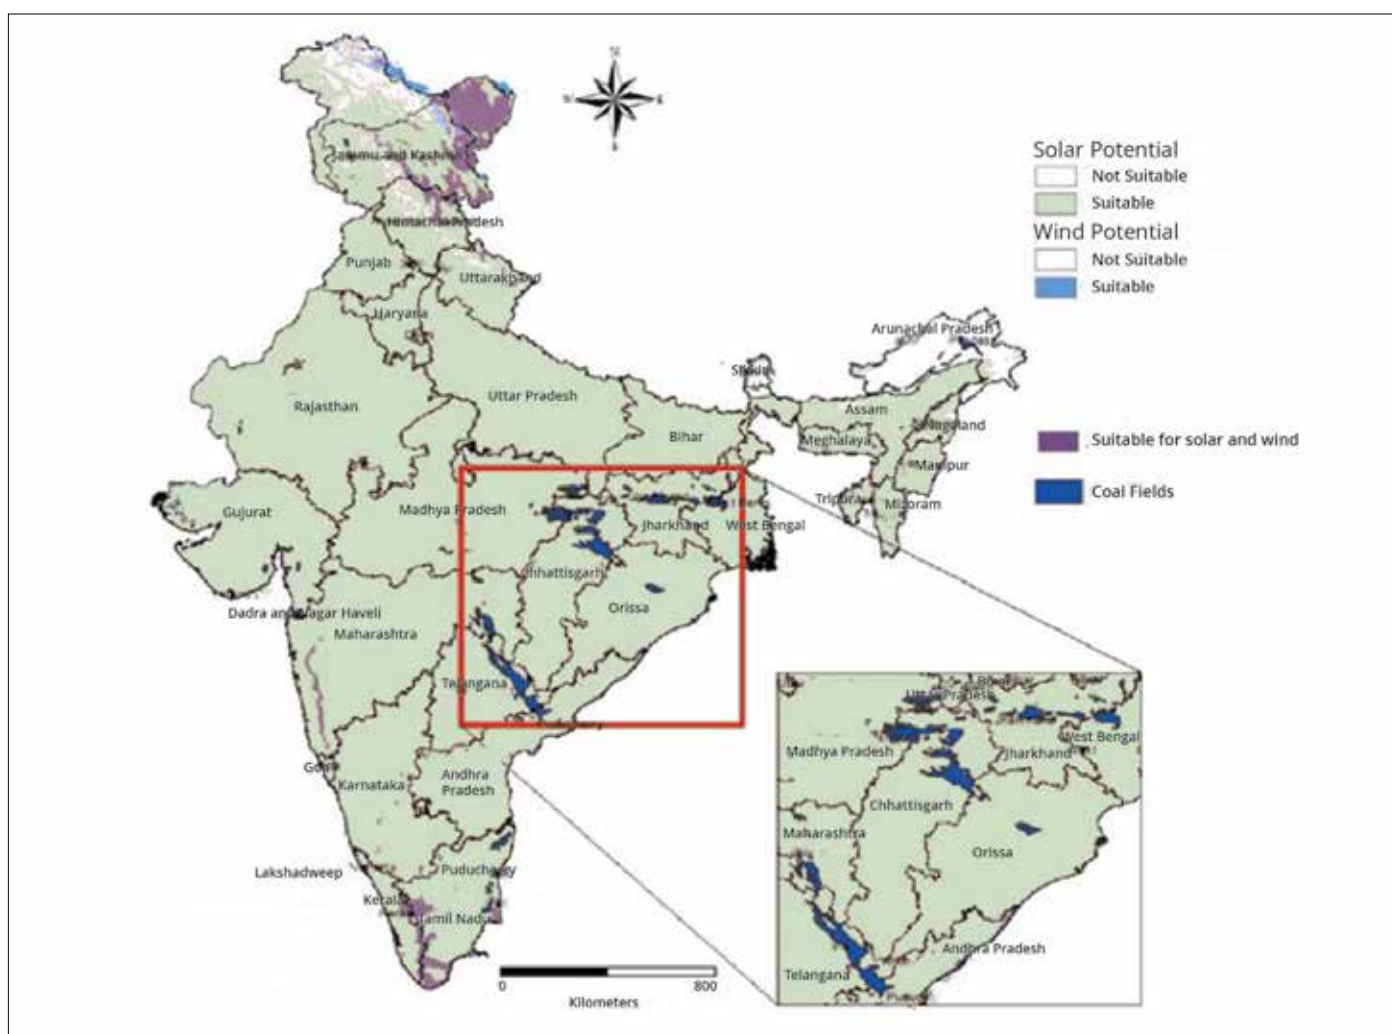 Jammu and Kashmir
Himachal Pradesh
Punjab
Uttarakhand
Haryana
Rajasthan
Uttar Pradesh
Bihar
Sikkim
Arunachal Pradesh
Assam
Nagaland
Meghalaya
Manipur
Tripura
Mizoram
Gujurat
Madhya Pradesh
Jharkhand
West Bengal
Chhattisgarh
Orissa
Dadra and Nagar Haveli
Maharashtra
Telangana
Goa
Karnataka
Andhra
Pradesh
Lakshadweep
Puducherry
Kerala
Tamil Nadu
0
800
Kilometers
Solar Potential
Not Suitable
Suitable
Wind Potential
Not Suitable
Suitable
Suitable for solar and wind
Coal Fields
Uttar Pradesh
West Bengal
Madhya Pradesh
Jharkhand
Chhattisgarh
Maharashtra
Orissa
Andhra Pradesh
Telangana